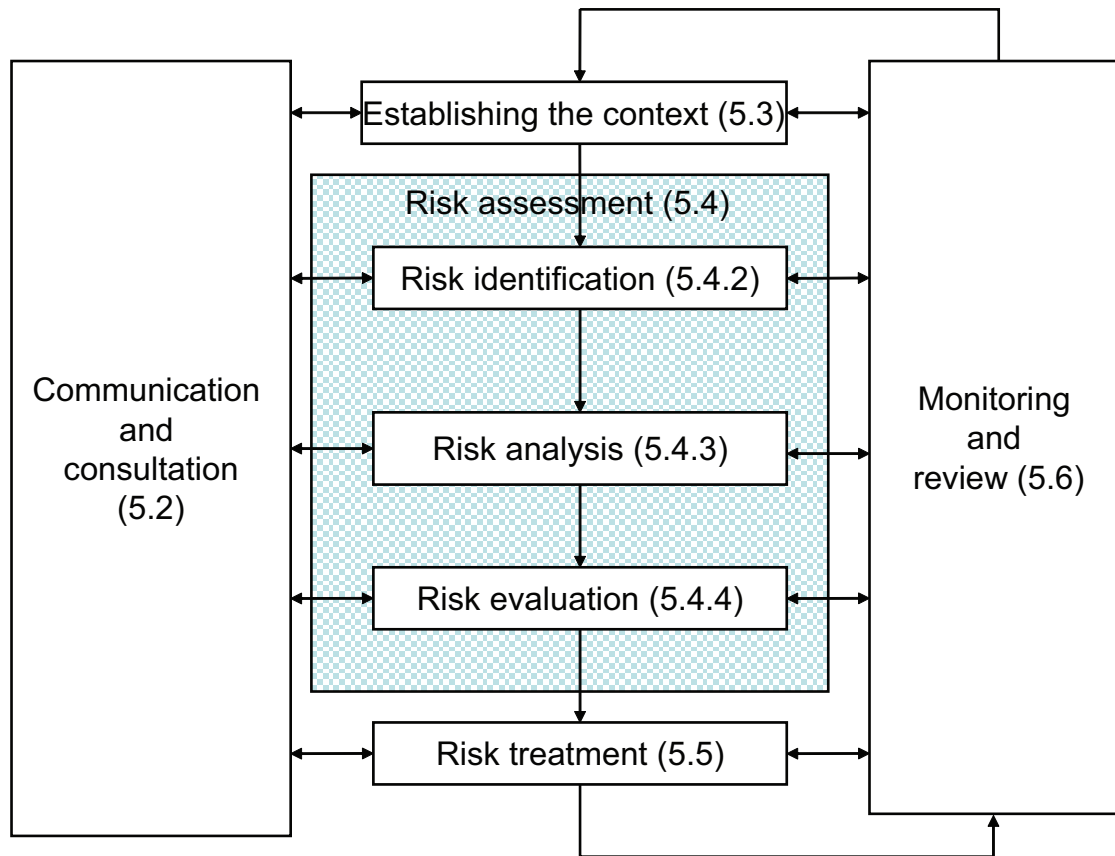 Establishing the context (5.3)
Risk assessment (5.4)
Risk identification (5.4.2)
Communication
and
consultation
(5.2)
Risk analysis (5.4.3)
Monitoring
and
review (5.6)
Risk evaluation (5.4.4)
Risk treatment (5.5)